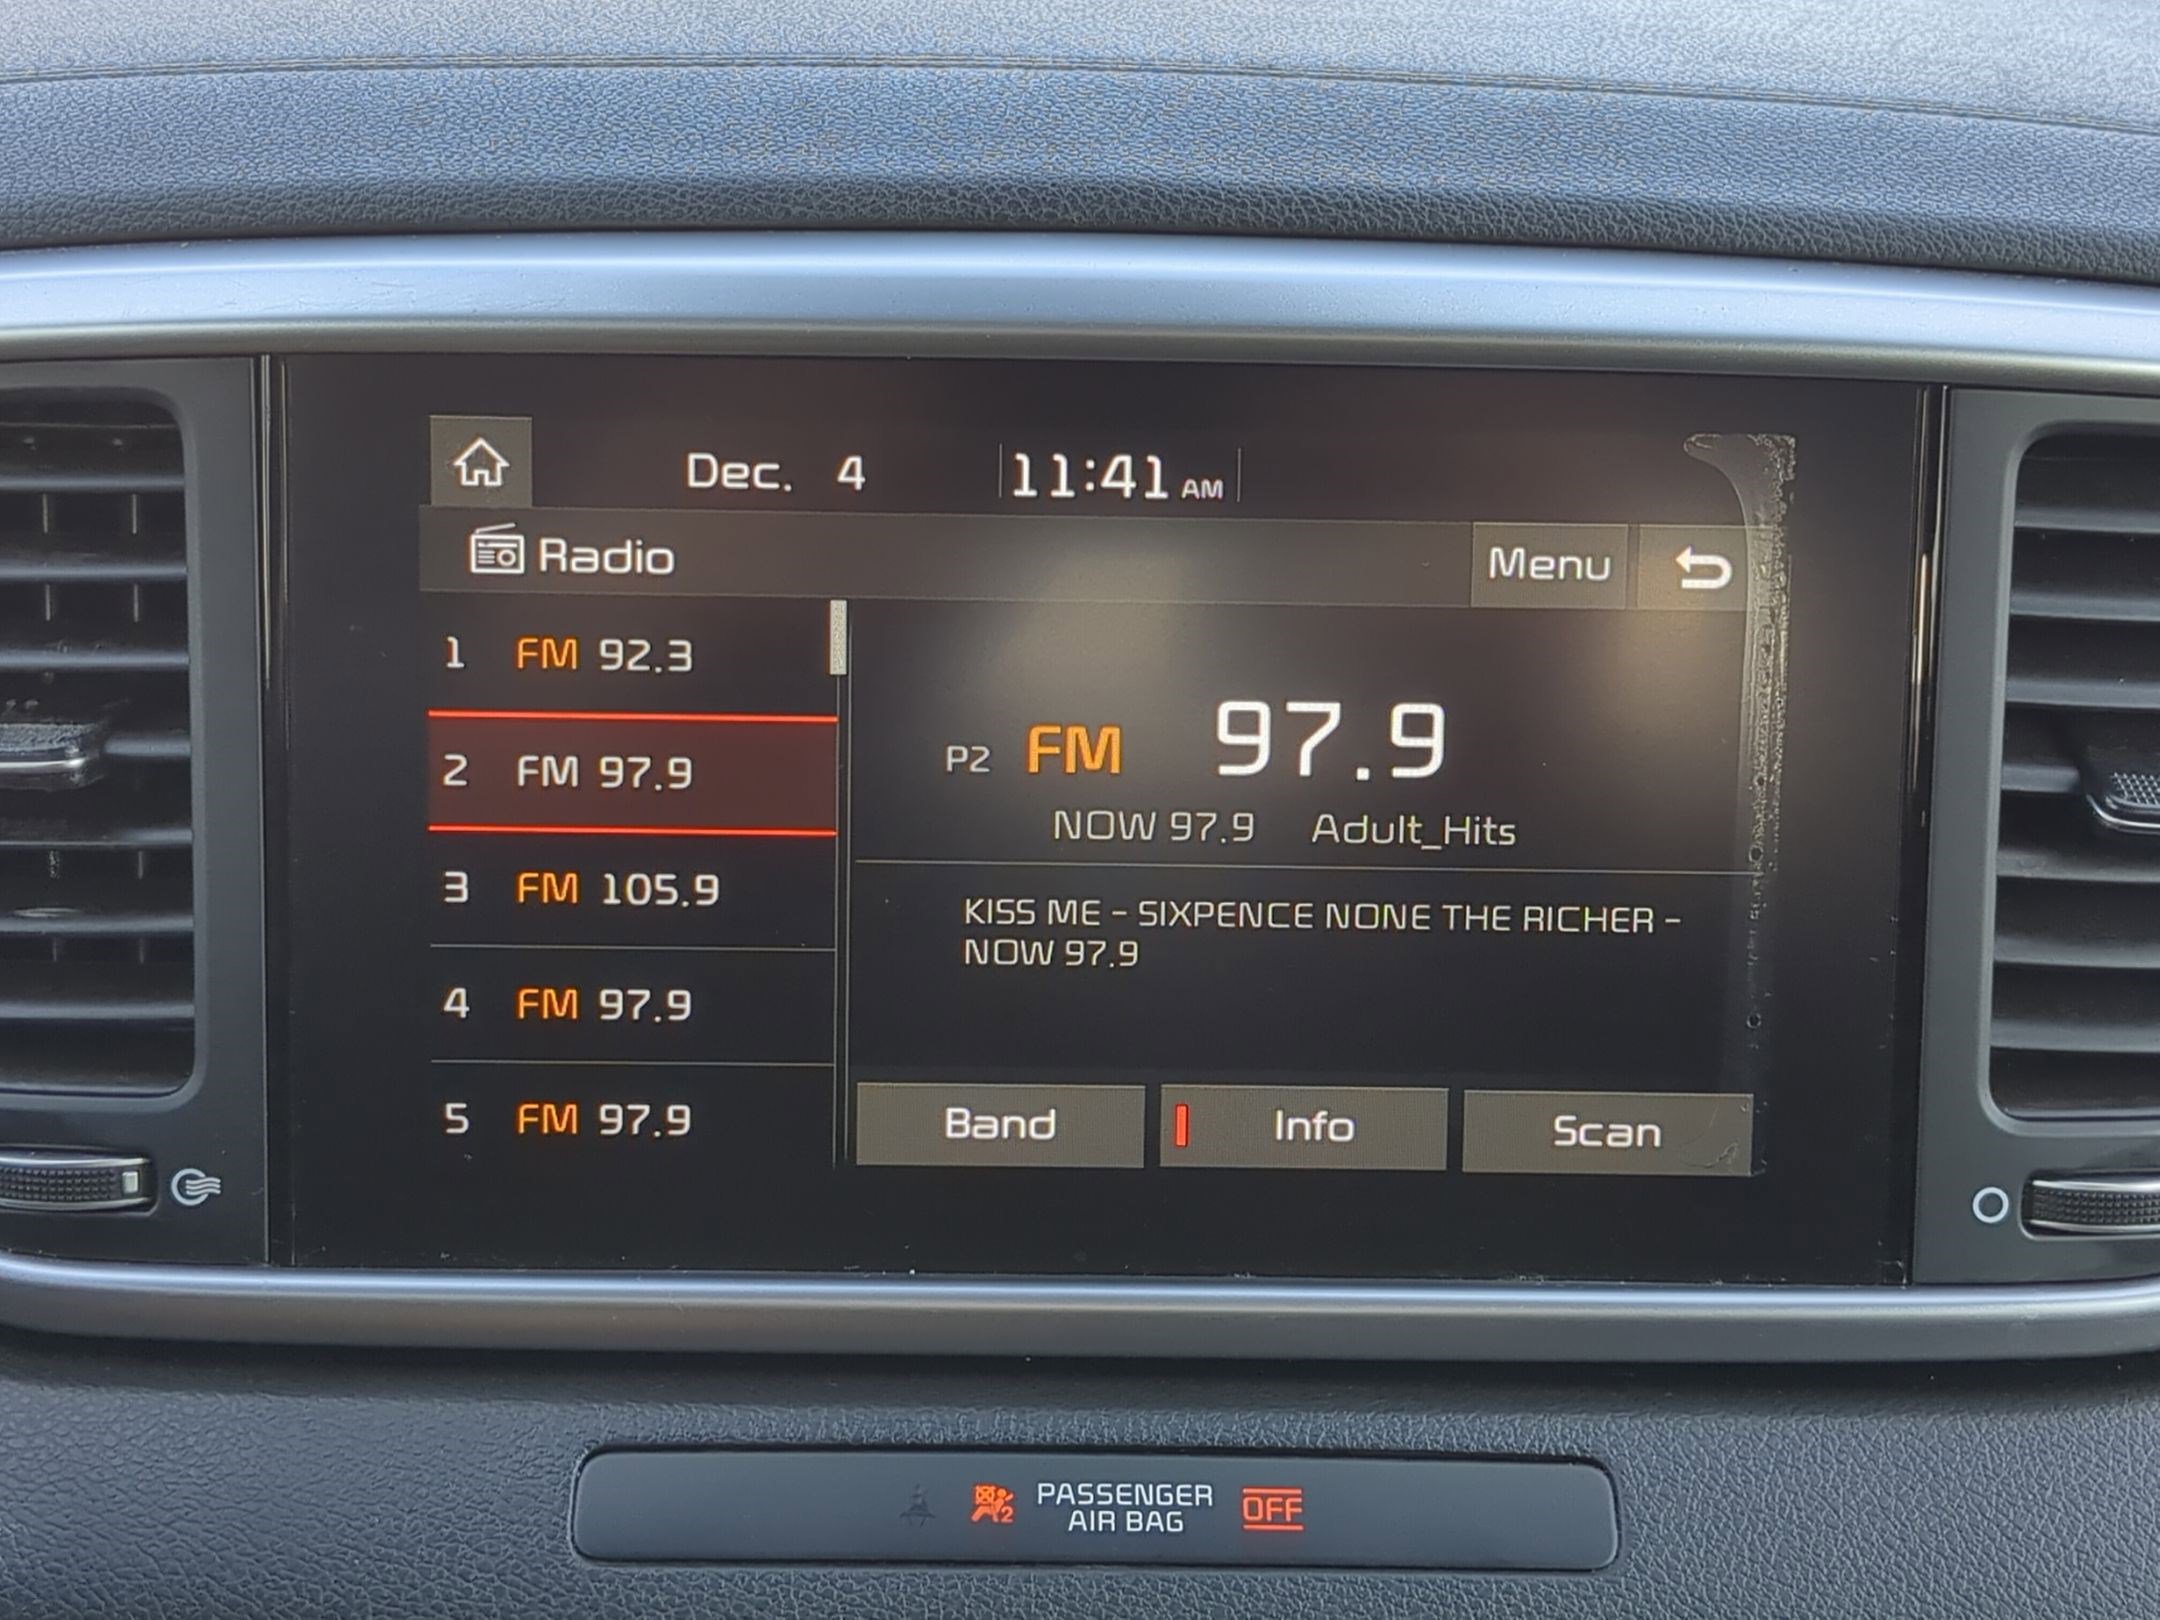 Dec. 4 11:41 AM
Radio Menu
1 FM 92.3
2 FM 97.9
3 FM 105.9
4 FM 97.9
5 FM 97.9
P2 FM 97.9
NOW 97.9 Adult_Hits
KISS ME - SIXPENCE NONE THE RICHER -
NOW 97.9
Band Info Scan
2 PASSENGER
AIR BAG OFF